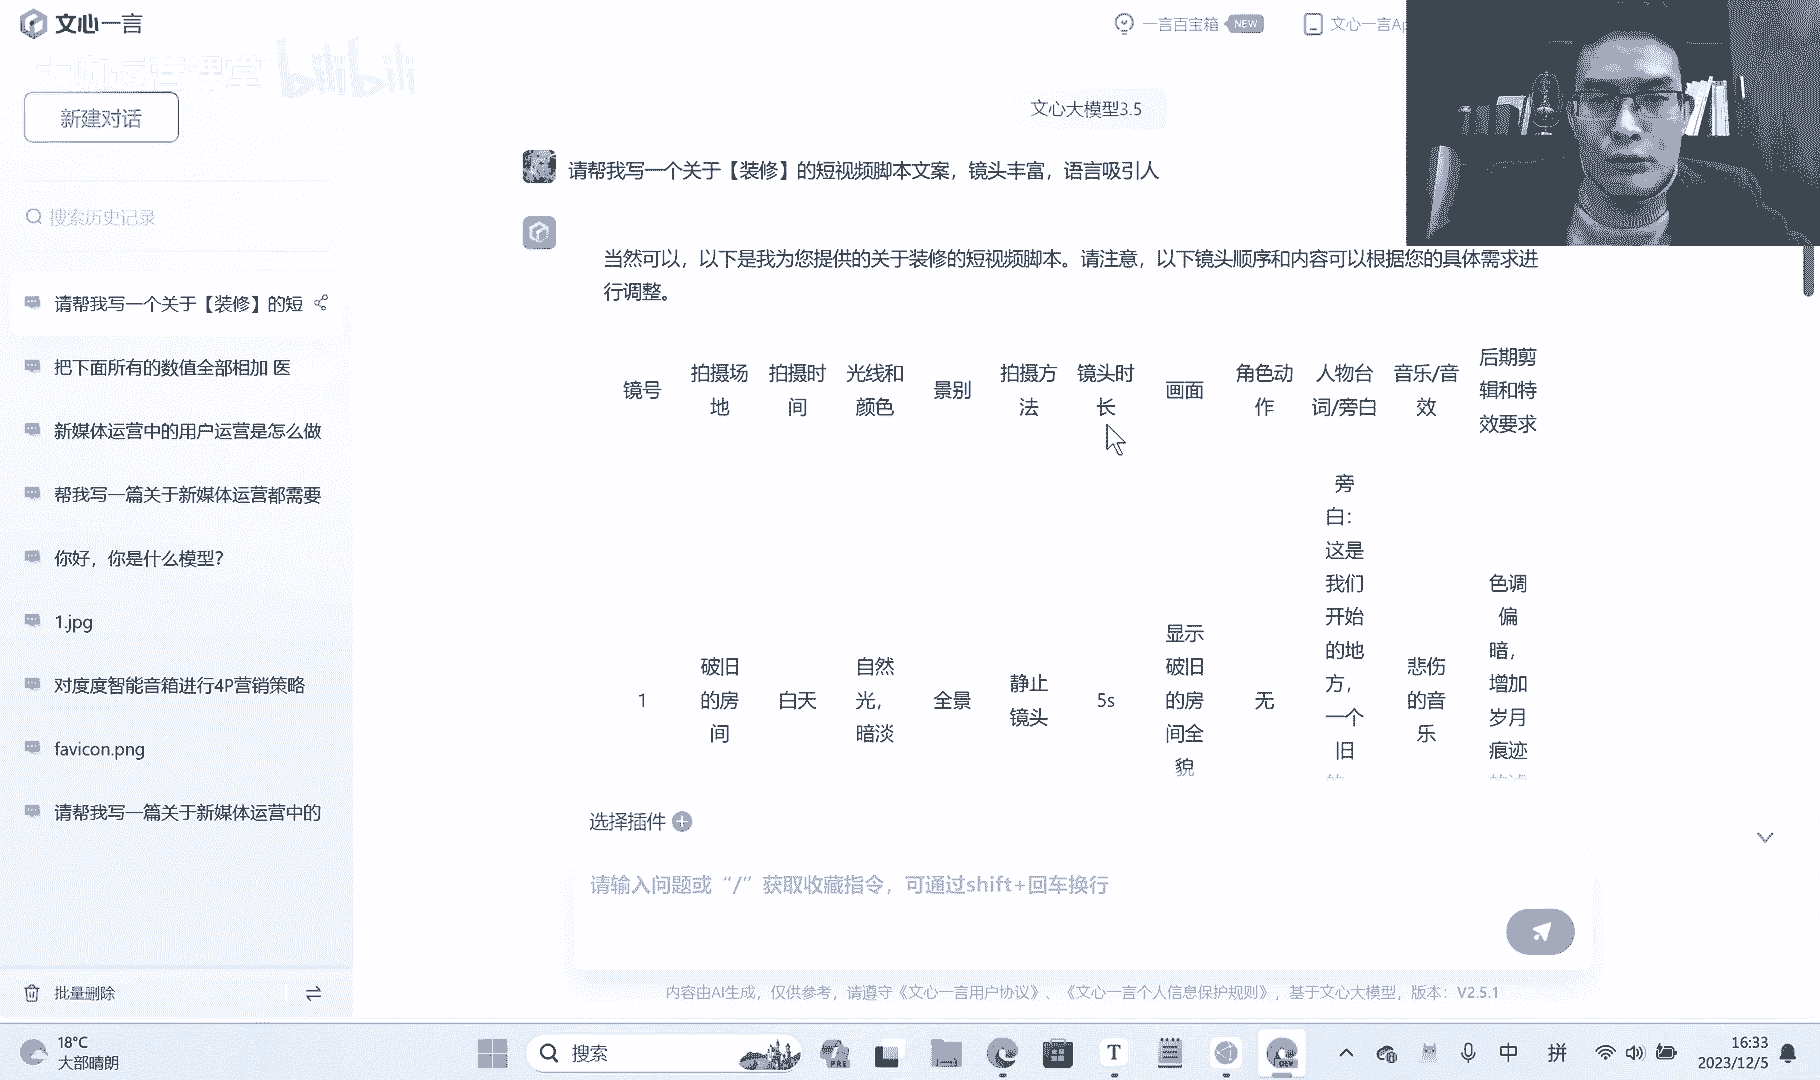 文心一言
一言百宝箱 NEW
文心一言Ap
bilibili
新建对话
搜索历史记录
请帮我写一个关于【装修】的短
把下面所有的数值全部相加 医
新媒体运营中的用户运营是怎么做
帮我写一篇关于新媒体运营都需要
你好，你是什么模型？
1.jpg
对度度智能音箱进行4P营销策略
favicon.png
请帮我写一篇关于新媒体运营中的
批量删除
文心大模型3.5
请帮我写一个关于【装修】的短视频脚本文案，镜头丰富，语言吸引人
当然可以，以下是我为您提供的关于装修的短视频脚本。请注意，以下镜头顺序和内容可以根据您的具体需求进
行调整。
镜号
拍摄场
地
拍摄时
间
光线和
颜色
景别
拍摄方
法
镜头时
长
画面
角色动
作
人物台
词/旁白
音乐/音
效
后期剪
辑和特
效要求
1
破旧
的房
间
白天
自然
光，
暗淡
全景
静止
镜头
5s
显示
破旧
的房
间全
貌
无
旁
白：
这是
我们
开始
的地
方，
一个
旧
悲伤
的音
乐
色调
偏
暗，
增加
岁月
痕迹
选择插件
请输入问题或“/”获取收藏指令，可通过shift+回车换行
内容由AI生成，仅供参考，请遵守《文心一言用户协议》、《文心一言个人信息保护规则》，基于文心大模型，版本：V2.5.1
18°C
大部晴朗
搜索
PRE
T
DEV
中
拼
16:33
2023/12/5